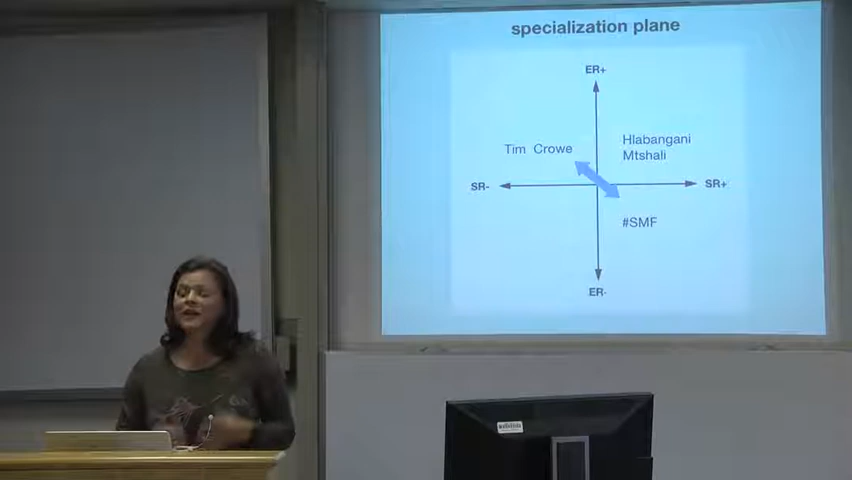 specialization plane
ER+
Tim Crowe
Hlabangani
Mtshali
SR-
SR+
#SMF
ER-